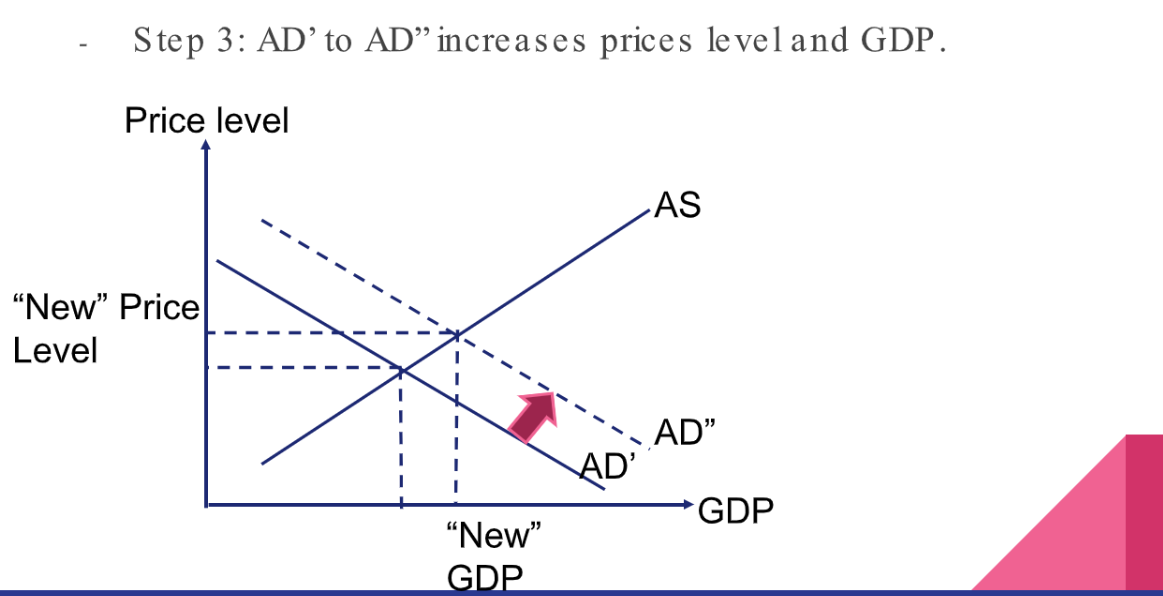 - Step 3: AD’ to AD” increases prices level and GDP.
Price level
AS
“New” Price
Level
AD”
AD’
GDP
“New”
GDP